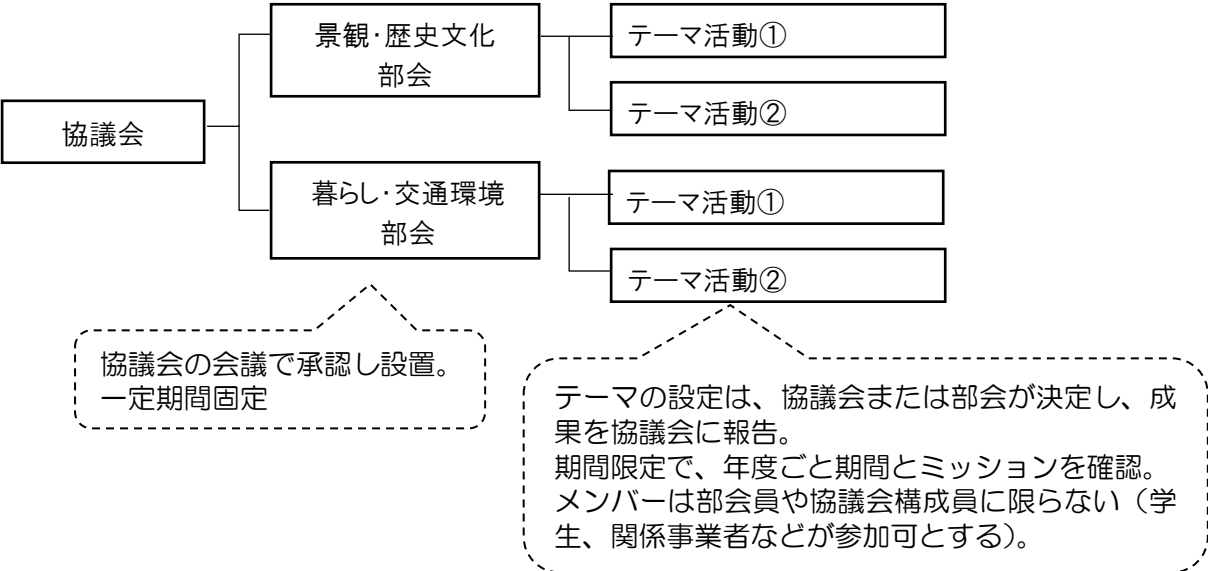 景観･歴史文化
部会
テーマ活動①
テーマ活動②
協議会
暮らし･交通環境
部会
テーマ活動①
テーマ活動②
協議会の会議で承認し設置。
一定期間固定
テーマの設定は、協議会または部会が決定し、成
果を協議会に報告。
期間限定で、年度ごと期間とミッションを確認。
メンバーは部会員や協議会構成員に限らない（学
生、関係事業者などが参加可とする）。